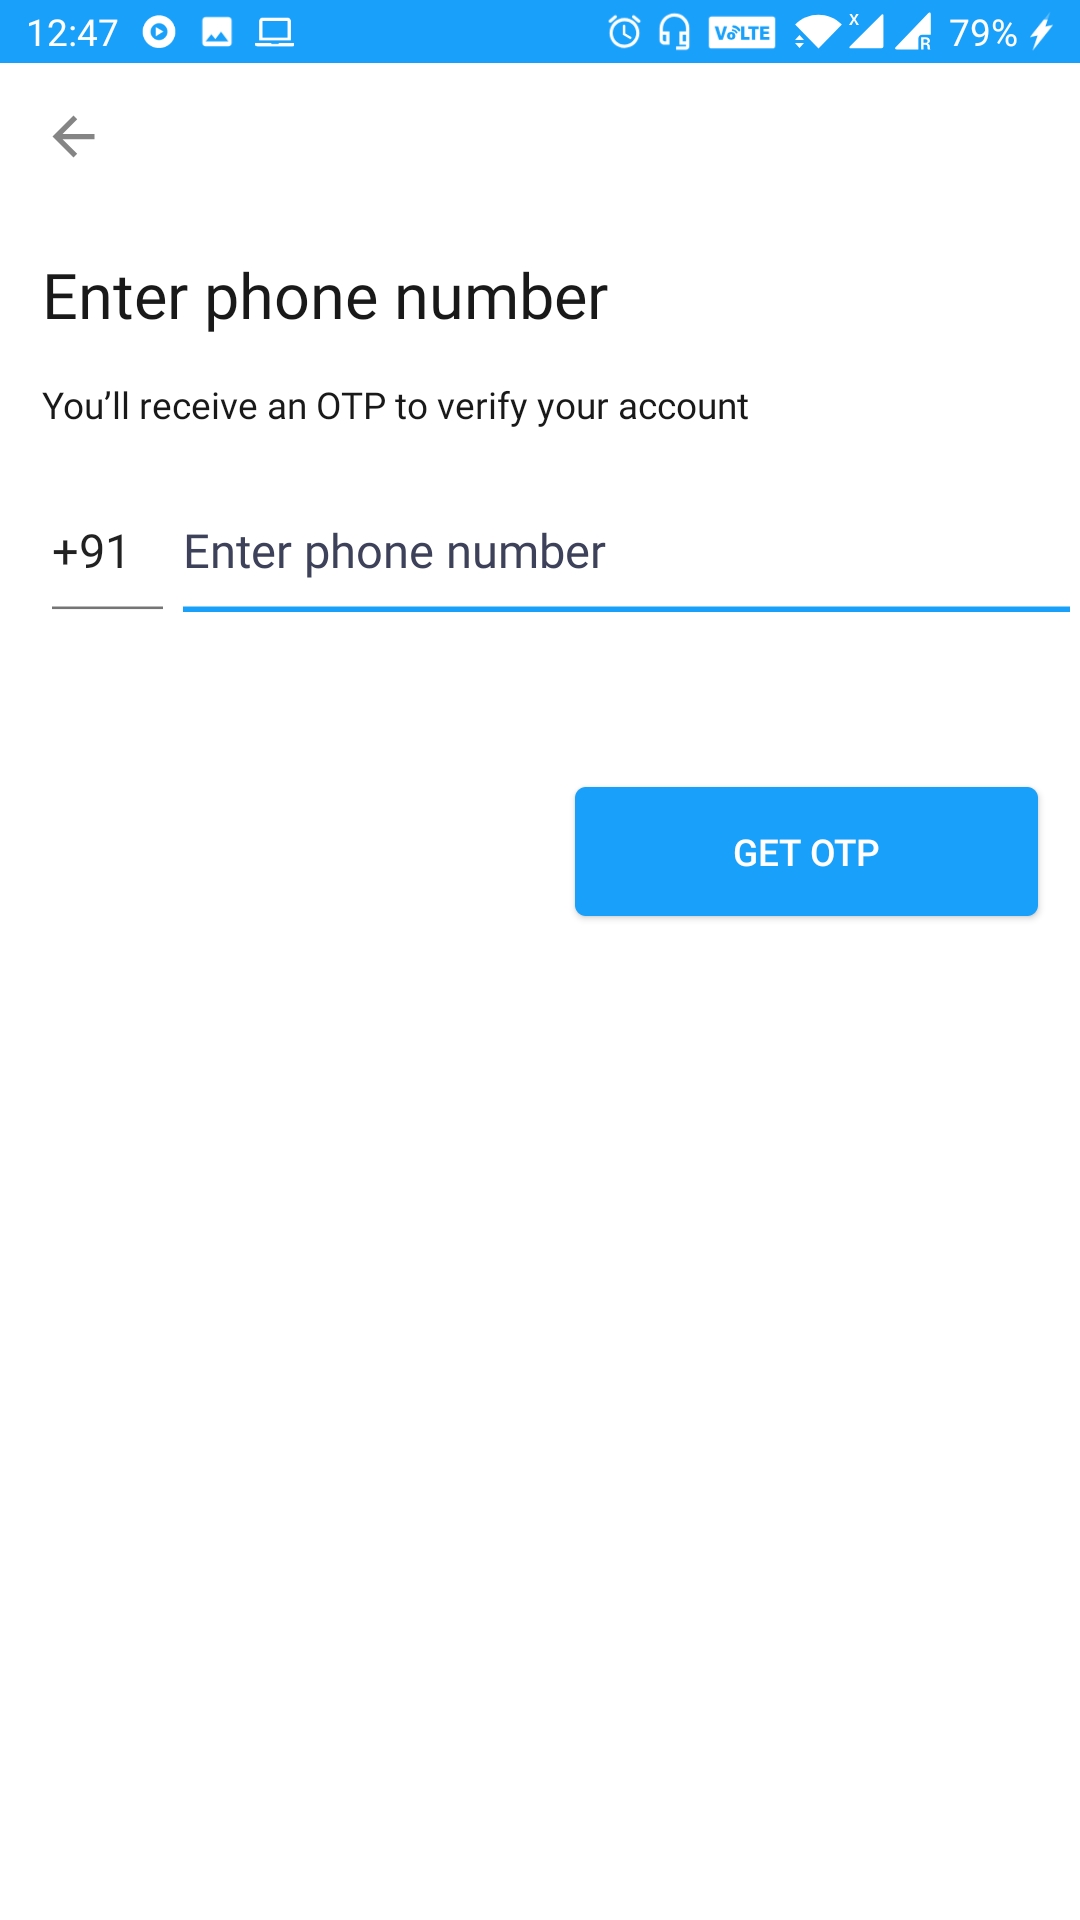 12:47 VoLTE X R 79%
Enter phone number
You’ll receive an OTP to verify your account
+91 Enter phone number
GET OTP